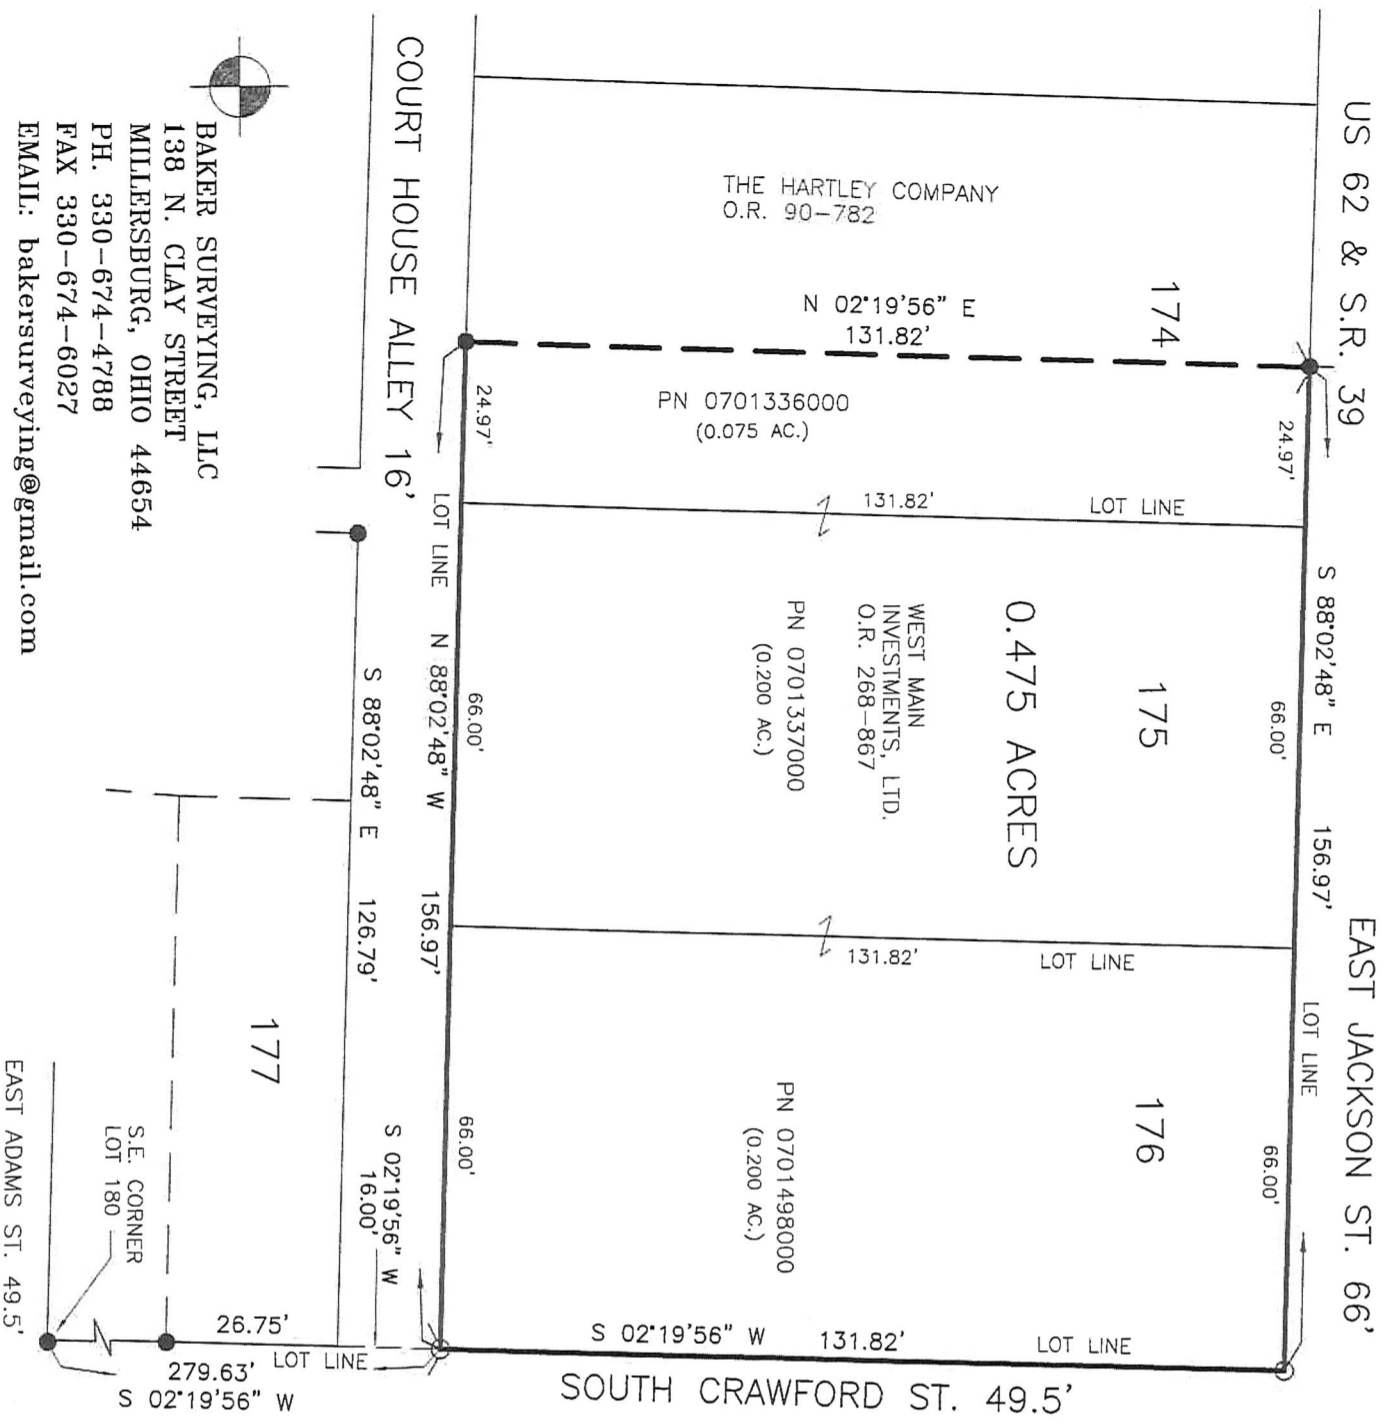 US 62 & S.R. 39
EAST JACKSON ST. 66'
24.97'
S 88°02'48" E 156.97'
LOT LINE
66.00'
66.00'
THE HARTLEY COMPANY
O.R. 90-782
174
N 02°19'56" E
131.82'
PN 0701336000
(0.075 AC.)
131.82'
LOT LINE
175
0.475 ACRES
WEST MAIN
INVESTMENTS, LTD.
O.R. 268-867
PN 0701337000
(0.200 AC.)
131.82'
LOT LINE
176
PN 0701498000
(0.200 AC.)
S 02°19'56" W 131.82' LOT LINE
SOUTH CRAWFORD ST. 49.5'
24.97'
66.00'
66.00'
LOT LINE N 88°02'48" W 156.97'
COURT HOUSE ALLEY 16'
S 88°02'48" E 126.79'
S 02°19'56" W
16.00'
177
26.75'
LOT LINE
279.63'
S 02°19'56" W
S.E. CORNER
LOT 180
EAST ADAMS ST. 49.5'
BAKER SURVEYING, LLC
138 N. CLAY STREET
MILLERSBURG, OHIO 44654
PH. 330-674-4788
FAX 330-674-6027
EMAIL: bakersurveying@gmail.com